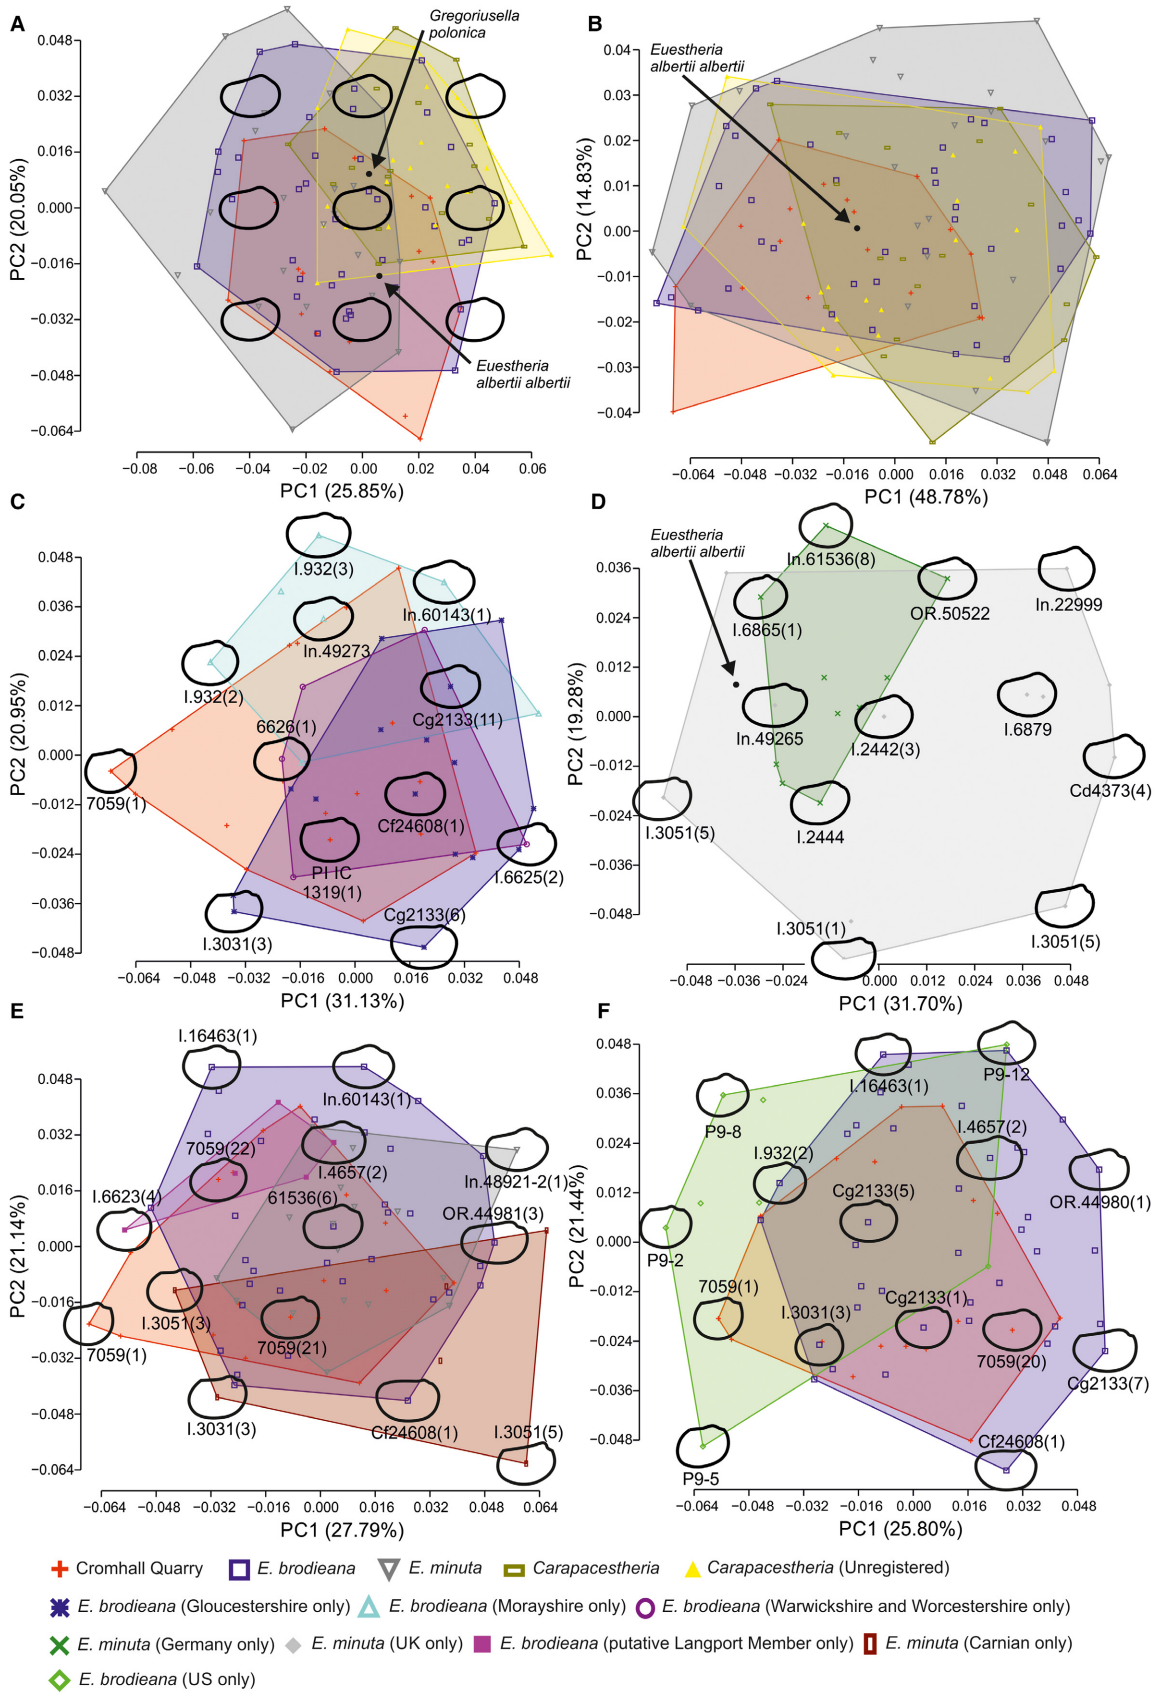 A
Gregoriusella
polonica
0.048
0.032
0.016
0.000
−0.016
−0.032
−0.048
−0.064
PC2 (20.05%)
Euestheria
albertii albertii
−0.08 −0.06 −0.04 −0.02 0.00 0.02 0.04 0.06
PC1 (25.85%)
B
Euestheria
albertii albertii
0.04
0.03
0.02
0.01
0.00
−0.01
−0.02
−0.03
−0.04
PC2 (14.83%)
−0.064 −0.048 −0.032 −0.016 0.000 0.016 0.032 0.048 0.064
PC1 (48.78%)
C
0.048
0.036
0.024
0.012
0.000
−0.012
−0.024
−0.036
−0.048
PC2 (20.95%)
I.932(3)
In.60143(1)
In.49273
I.932(2)
6626(1)
Cg2133(11)
7059(1)
Cf24608(1)
PI IC
1319(1)
I.6625(2)
Cg2133(6)
I.3031(3)
−0.064 −0.048 −0.032 −0.016 0.000 0.016 0.032 0.048
PC1 (31.13%)
D
Euestheria
albertii albertii
0.036
0.024
0.012
0.000
−0.012
−0.024
−0.036
−0.048
PC2 (19.28%)
In.61536(8)
I.6865(1)
OR.50522
In.22999
In.49265
I.2442(3)
I.6879
Cd4373(4)
I.3051(5)
I.2444
I.3051(1)
I.3051(5)
−0.048 −0.036 −0.024 0.000 0.012 0.024 0.036 0.048
PC1 (31.70%)
E
I.16463(1)
0.048
0.032
0.016
0.000
−0.016
−0.032
−0.048
−0.064
PC2 (21.14%)
In.60143(1)
7059(22)
I.4657(2)
In.48921-2(1)
I.6623(4)
61536(6)
OR.44981(3)
I.3051(3)
7059(1)
7059(21)
I.3031(3)
Cf24608(1)
I.3051(5)
−0.064 −0.048 −0.032 −0.016 0.000 0.016 0.032 0.048 0.064
PC1 (27.79%)
F
0.048
0.036
0.024
0.012
0.000
−0.012
−0.024
−0.036
−0.048
PC2 (21.44%)
I.16463(1)
P9-12
P9-8
I.4657(2)
I.932(2)
Cg2133(5)
OR.44980(1)
P9-2
7059(1)
I.3031(3)
Cg2133(1)
7059(20)
Cg2133(7)
Cf24608(1)
P9-5
−0.064 −0.048 −0.032 −0.016 0.000 0.016 0.032 0.048
PC1 (25.80%)
Cromhall Quarry E. brodieana E. minuta Carapacestheria Carapacestheria (Unregistered)
E. brodieana (Gloucestershire only) E. brodieana (Morayshire only) E. brodieana (Warwickshire and Worcestershire only)
E. minuta (Germany only) E. minuta (UK only) E. brodieana (putative Langport Member only) E. minuta (Carnian only)
E. brodieana (US only)